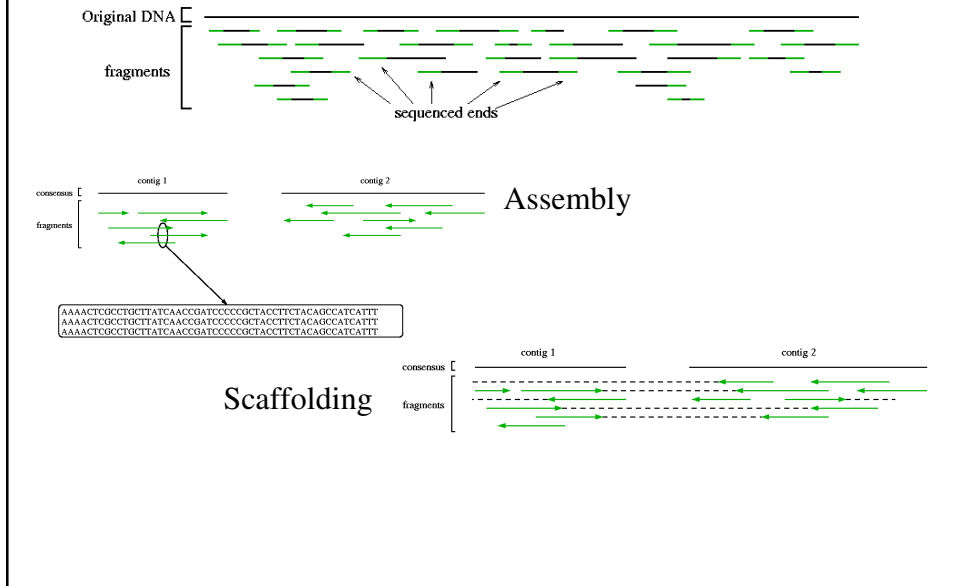 Original DNA
fragments
sequenced ends
contig 1
contig 2
consensus
fragments
Assembly
AAAACTCGCCTGCTTATCAACCGATCCCCCGCTACCTTCTACAGCCATCATTT
AAAACTCGCCTGCTTATCAACCGATCCCCCGCTACCTTCTACAGCCATCATTT
AAAACTCGCCTGCTTATCAACCGATCCCCCGCTACCTTCTACAGCCATCATTT
contig 1
contig 2
consensus
Scaffolding
fragments